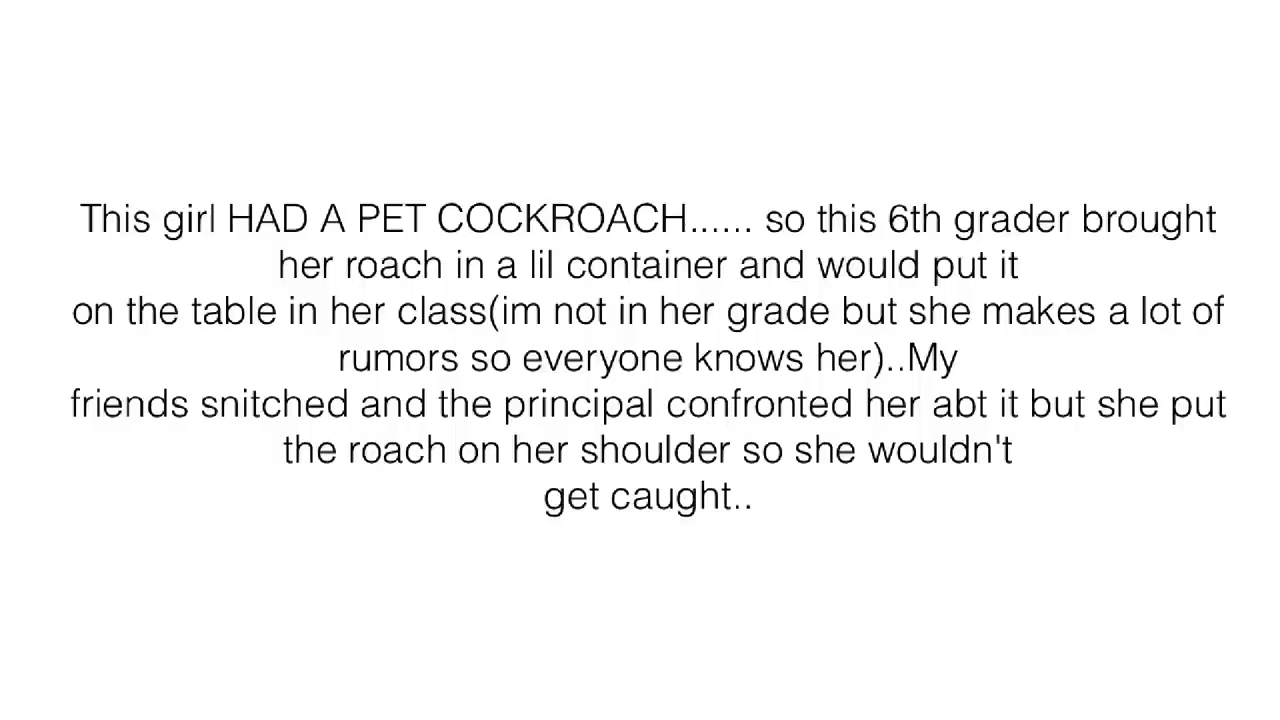 This girl HAD A PET COCKROACH...... so this 6th grader brought
her roach in a lil container and would put it
on the table in her class(im not in her grade but she makes a lot of
rumors so everyone knows her)..My
friends snitched and the principal confronted her abt it but she put
the roach on her shoulder so she wouldn't
get caught..